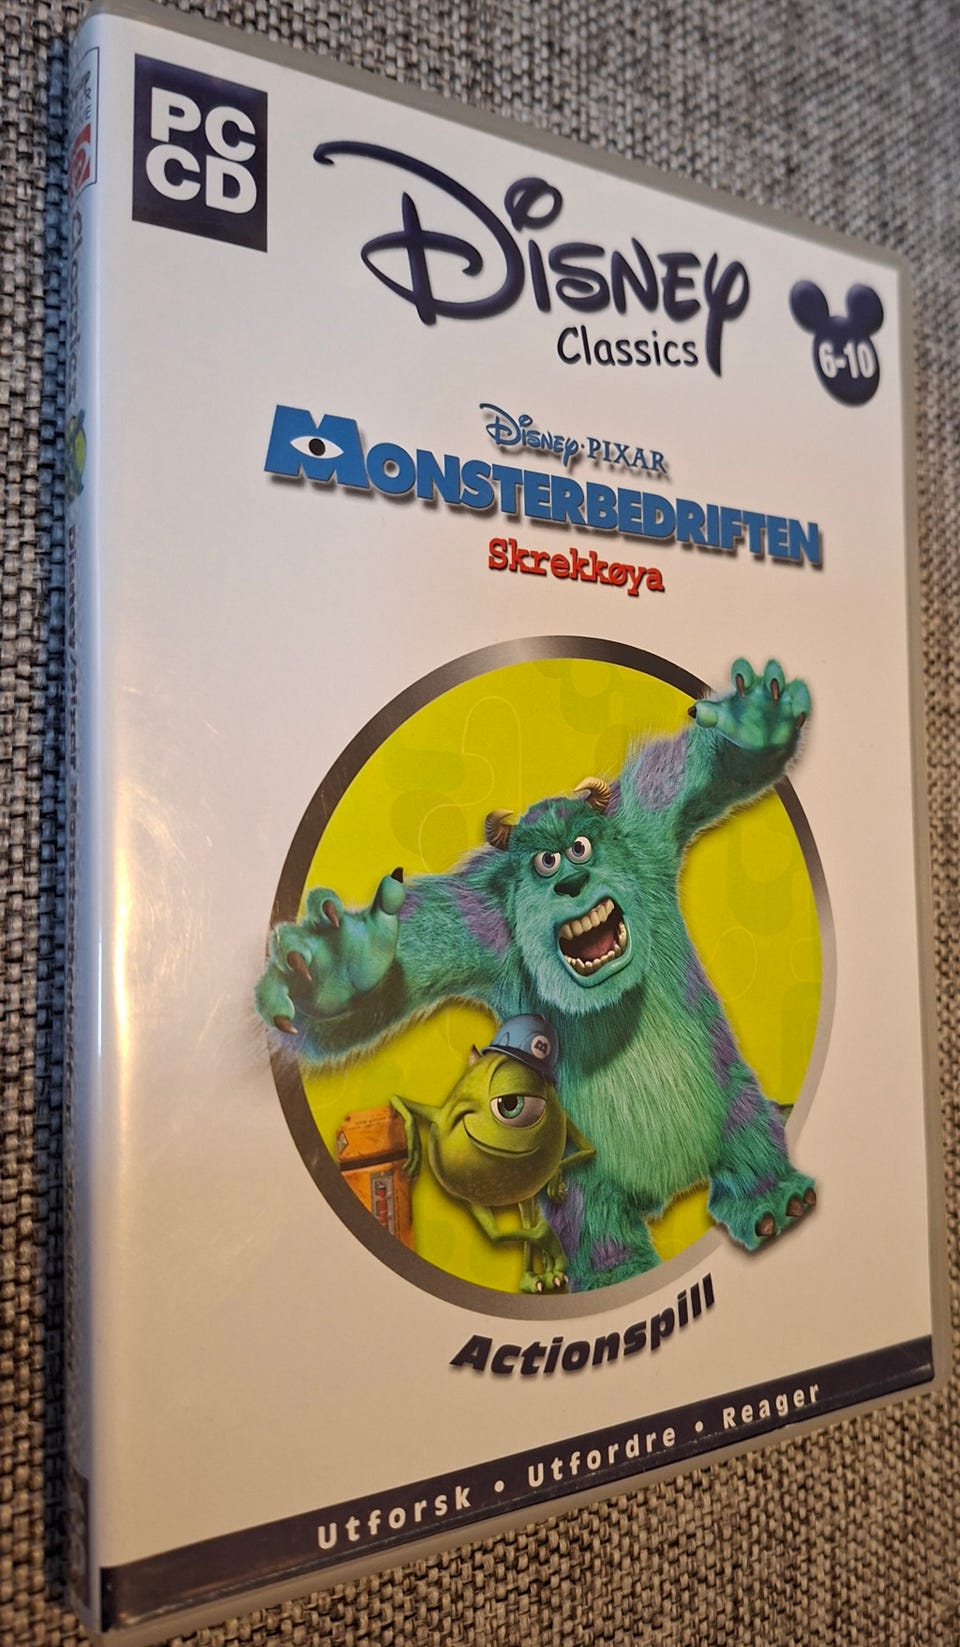 PC
CD
Disney
Classics
6-10
Disney·PIXAR
MONSTERBEDRIFTEN
Skrekkøya
Actionspill
Utforsk • Utfordre • Reager